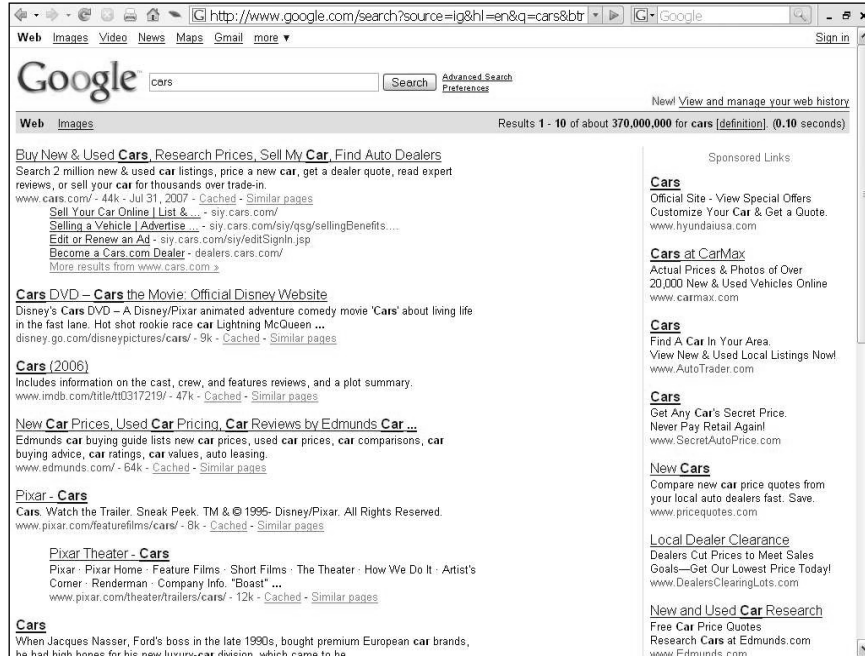 G http://www.google.com/search?source=ig&hl=en&q=cars&btr
G Google
Web Images Video News Maps Gmail more ▼
Sign in
Google
cars
Search
Advanced Search
Preferences
New! View and manage your web history
Web Images
Results 1 - 10 of about 370,000,000 for cars [definition]. (0.10 seconds)
Buy New & Used Cars, Research Prices, Sell My Car, Find Auto Dealers
Search 2 million new & used car listings, price a new car, get a dealer quote, read expert
reviews, or sell your car for thousands over trade-in.
www.cars.com/ - 44k - Jul 31, 2007 - Cached - Similar pages
Sell Your Car Online | List & ... - siy.cars.com/
Selling a Vehicle | Advertise ... - siy.cars.com/siy/qsg/sellingBenefits....
Edit or Renew an Ad - siy.cars.com/siy/editSignIn.jsp
Become a Cars.com Dealer - dealers.cars.com/
More results from www.cars.com »
Cars DVD – Cars the Movie: Official Disney Website
Disney's Cars DVD – A Disney/Pixar animated adventure comedy movie 'Cars' about living life
in the fast lane. Hot shot rookie race car Lightning McQueen ...
disney.go.com/disneypictures/cars/ - 9k - Cached - Similar pages
Cars (2006)
Includes information on the cast, crew, and features reviews, and a plot summary.
www.imdb.com/title/tt0317219/ - 47k - Cached - Similar pages
New Car Prices, Used Car Pricing, Car Reviews by Edmunds Car ...
Edmunds car buying guide lists new car prices, used car prices, car comparisons, car
buying advice, car ratings, car values, auto leasing.
www.edmunds.com/ - 64k - Cached - Similar pages
Pixar - Cars
Cars. Watch the Trailer. Sneak Peek. TM & © 1995- Disney/Pixar. All Rights Reserved.
www.pixar.com/featurefilms/cars/ - 8k - Cached - Similar pages
Pixar Theater - Cars
Pixar · Pixar Home · Feature Films · Short Films · The Theater · How We Do It · Artist's
Corner · Renderman · Company Info. "Boast" ...
www.pixar.com/theater/trailers/cars/ - 12k - Cached - Similar pages
Cars
When Jacques Nasser, Ford's boss in the late 1990s, bought premium European car brands,
he had high hopes for his new luxury-car division, which came to be
Sponsored Links
Cars
Official Site - View Special Offers
Customize Your Car & Get a Quote.
www.hyundaiusa.com
Cars at CarMax
Actual Prices & Photos of Over
20,000 New & Used Vehicles Online
www.carmax.com
Cars
Find A Car In Your Area.
View New & Used Local Listings Now!
www.AutoTrader.com
Cars
Get Any Car's Secret Price.
Never Pay Retail Again!
www.SecretAutoPrice.com
New Cars
Compare new car price quotes from
your local auto dealers fast. Save.
www.pricequotes.com
Local Dealer Clearance
Dealers Cut Prices to Meet Sales
Goals—Get Our Lowest Price Today!
www.DealersClearingLots.com
New and Used Car Research
Free Car Price Quotes
Research Cars at Edmunds.com
www.Edmunds.com